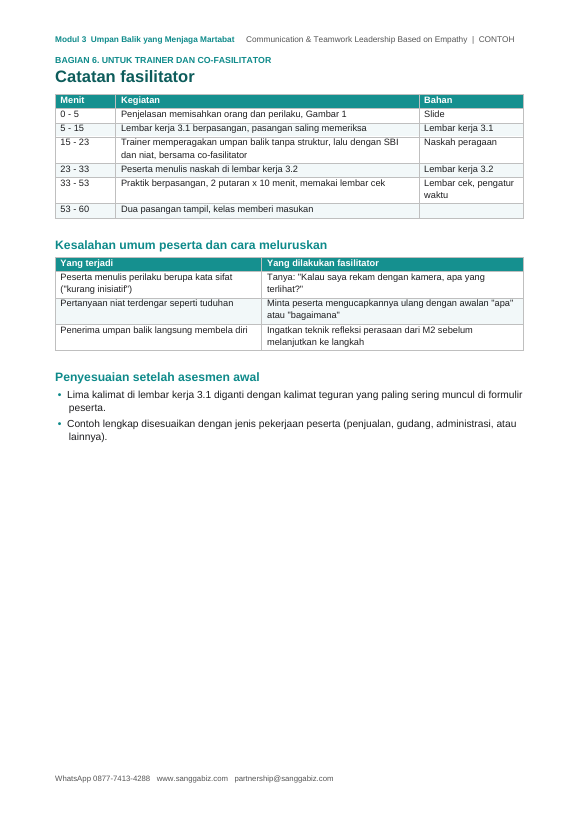 Modul 3  Umpan Balik yang Menjaga Martabat    Communication & Teamwork Leadership Based on Empathy  |  CONTOH
BAGIAN 6. UNTUK TRAINER DAN CO-FASILITATOR
Catatan fasilitator
Menit    Kegiatan    Bahan
0 - 5    Penjelasan memisahkan orang dan perilaku, Gambar 1    Slide
5 - 15    Lembar kerja 3.1 berpasangan, pasangan saling memeriksa    Lembar kerja 3.1
15 - 23    Trainer memperagakan umpan balik tanpa struktur, lalu dengan SBI    Naskah peragaan
dan niat, bersama co-fasilitator
23 - 33    Peserta menulis naskah di lembar kerja 3.2    Lembar kerja 3.2
33 - 53    Praktik berpasangan, 2 putaran x 10 menit, memakai lembar cek    Lembar cek, pengatur
waktu
53 - 60    Dua pasangan tampil, kelas memberi masukan
Kesalahan umum peserta dan cara meluruskan
Yang terjadi    Yang dilakukan fasilitator
Peserta menulis perilaku berupa kata sifat    Tanya: "Kalau saya rekam dengan kamera, apa yang
("kurang inisiatif")    terlihat?"
Pertanyaan niat terdengar seperti tuduhan    Minta peserta mengucapkannya ulang dengan awalan "apa"
atau "bagaimana"
Penerima umpan balik langsung membela diri    Ingatkan teknik refleksi perasaan dari M2 sebelum
melanjutkan ke langkah
Penyesuaian setelah asesmen awal
• Lima kalimat di lembar kerja 3.1 diganti dengan kalimat teguran yang paling sering muncul di formulir
peserta.
• Contoh lengkap disesuaikan dengan jenis pekerjaan peserta (penjualan, gudang, administrasi, atau
lainnya).
WhatsApp 0877-7413-4288   www.sanggabiz.com   partnership@sanggabiz.com